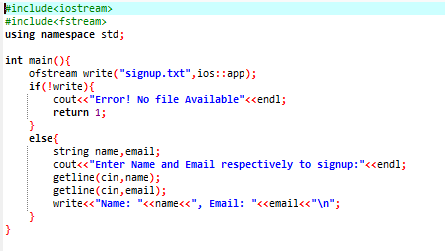 #include<iostream>
#include<fstream>
using namespace std;
int main(){
ofstream write("signup.txt",ios::app);
if(!write){
cout<<"Error! No file Available"<<endl;
return 1;
}
else{
string name,email;
cout<<"Enter Name and Email respectively to signup:"<<endl;
getline(cin,name);
getline(cin,email);
write<<"Name: "<<name<<", Email: "<<email<<"\n";
}
}